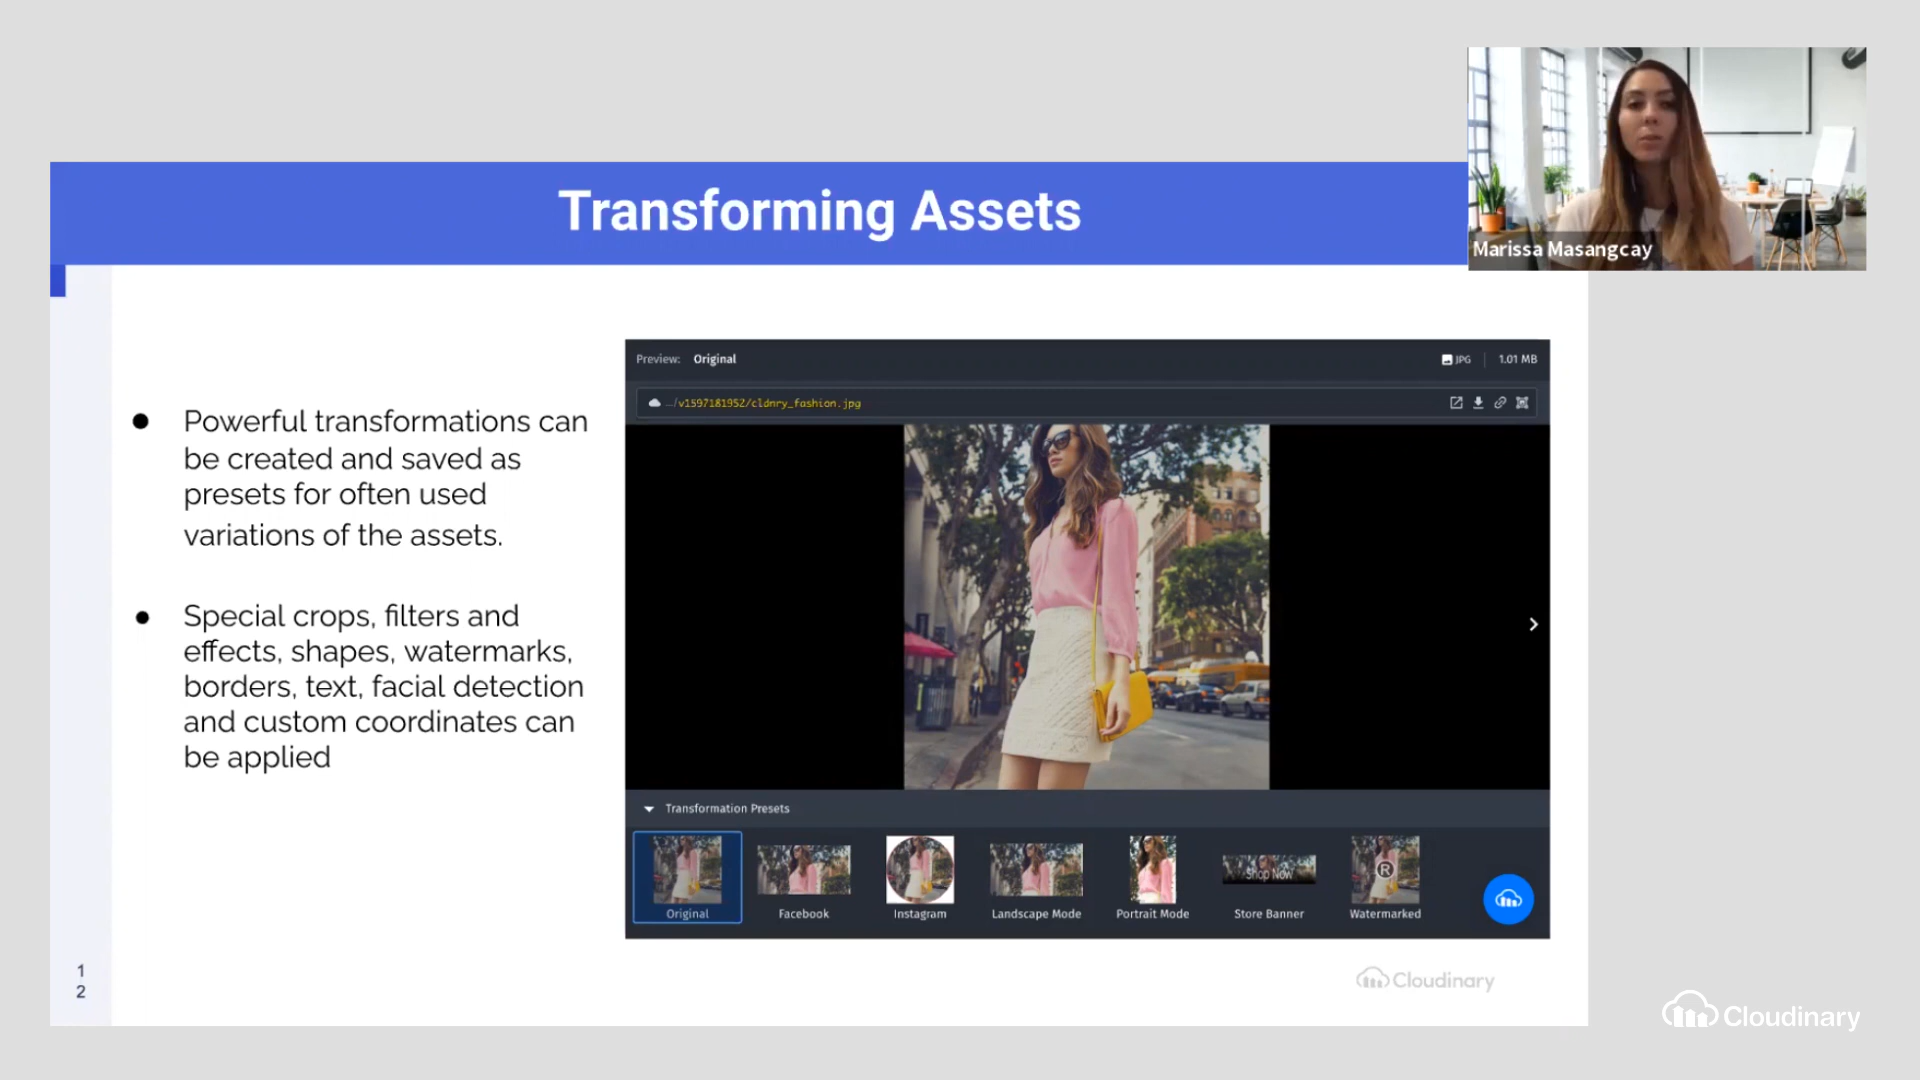 Marissa Masangcay
Transforming Assets
Preview: Original
JPG
1.01 MB
.../v1597181952/cldnry_fashion.jpg
● Powerful transformations can
be created and saved as
presets for often used
variations of the assets.
● Special crops, filters and
effects, shapes, watermarks,
borders, text, facial detection
and custom coordinates can
be applied
Transformation Presets
Shop Now
®
Original
Facebook
Instagram
Landscape Mode
Portrait Mode
Store Banner
Watermarked
1
2
Cloudinary
Cloudinary